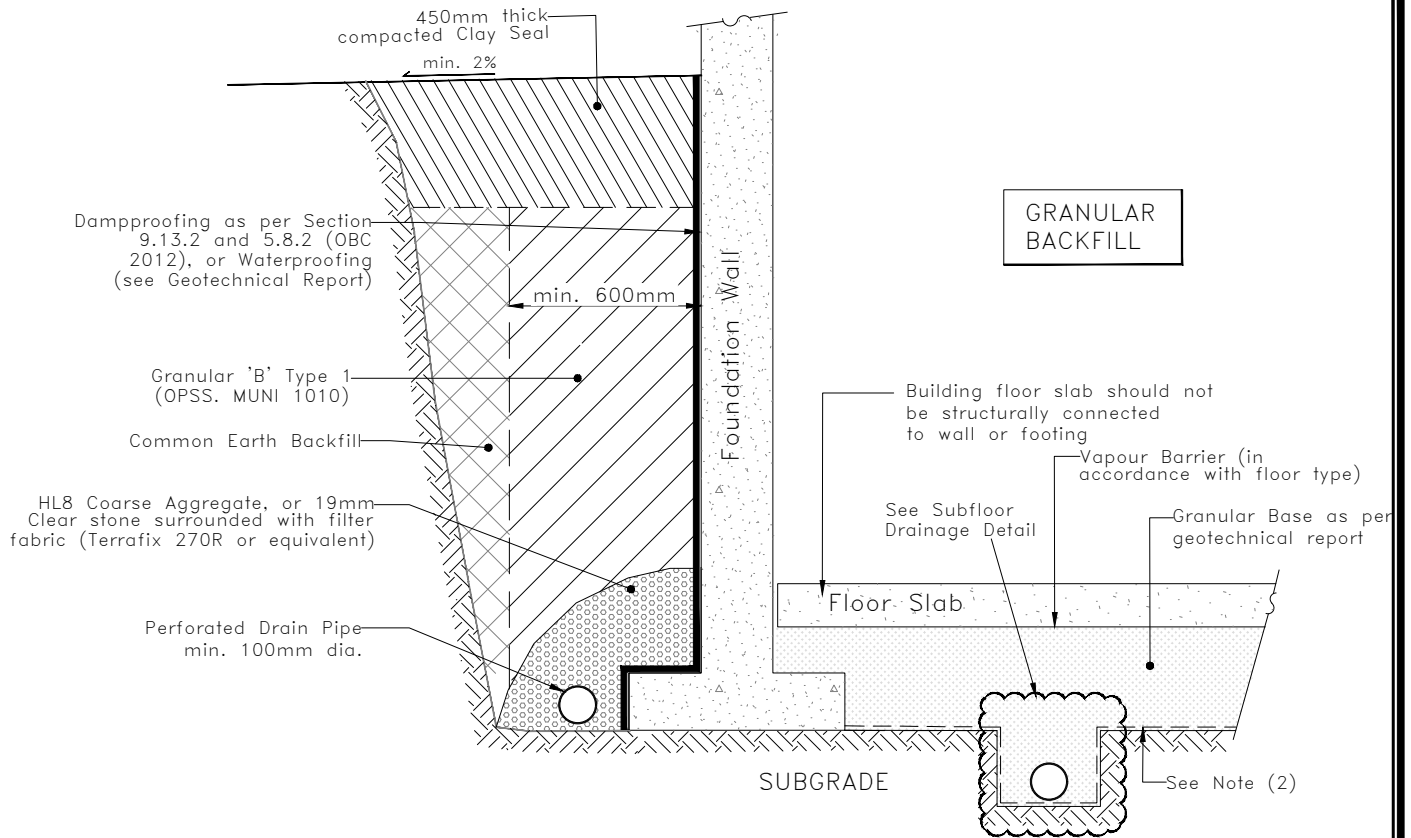 450mm thick
compacted Clay Seal
min. 2%
Dampproofing as per Section
9.13.2 and 5.8.2 (OBC
2012), or Waterproofing
(see Geotechnical Report)
min. 600mm
Foundation Wall
GRANULAR
BACKFILL
Granular 'B' Type 1
(OPSS. MUNI 1010)
Common Earth Backfill
HL8 Coarse Aggregate, or 19mm
Clear stone surrounded with filter
fabric (Terrafix 270R or equivalent)
Perforated Drain Pipe
min. 100mm dia.
Building floor slab should not
be structurally connected
to wall or footing
Vapour Barrier (in
accordance with floor type)
See Subfloor
Drainage Detail
Granular Base as per
geotechnical report
Floor Slab
SUBGRADE
See Note (2)